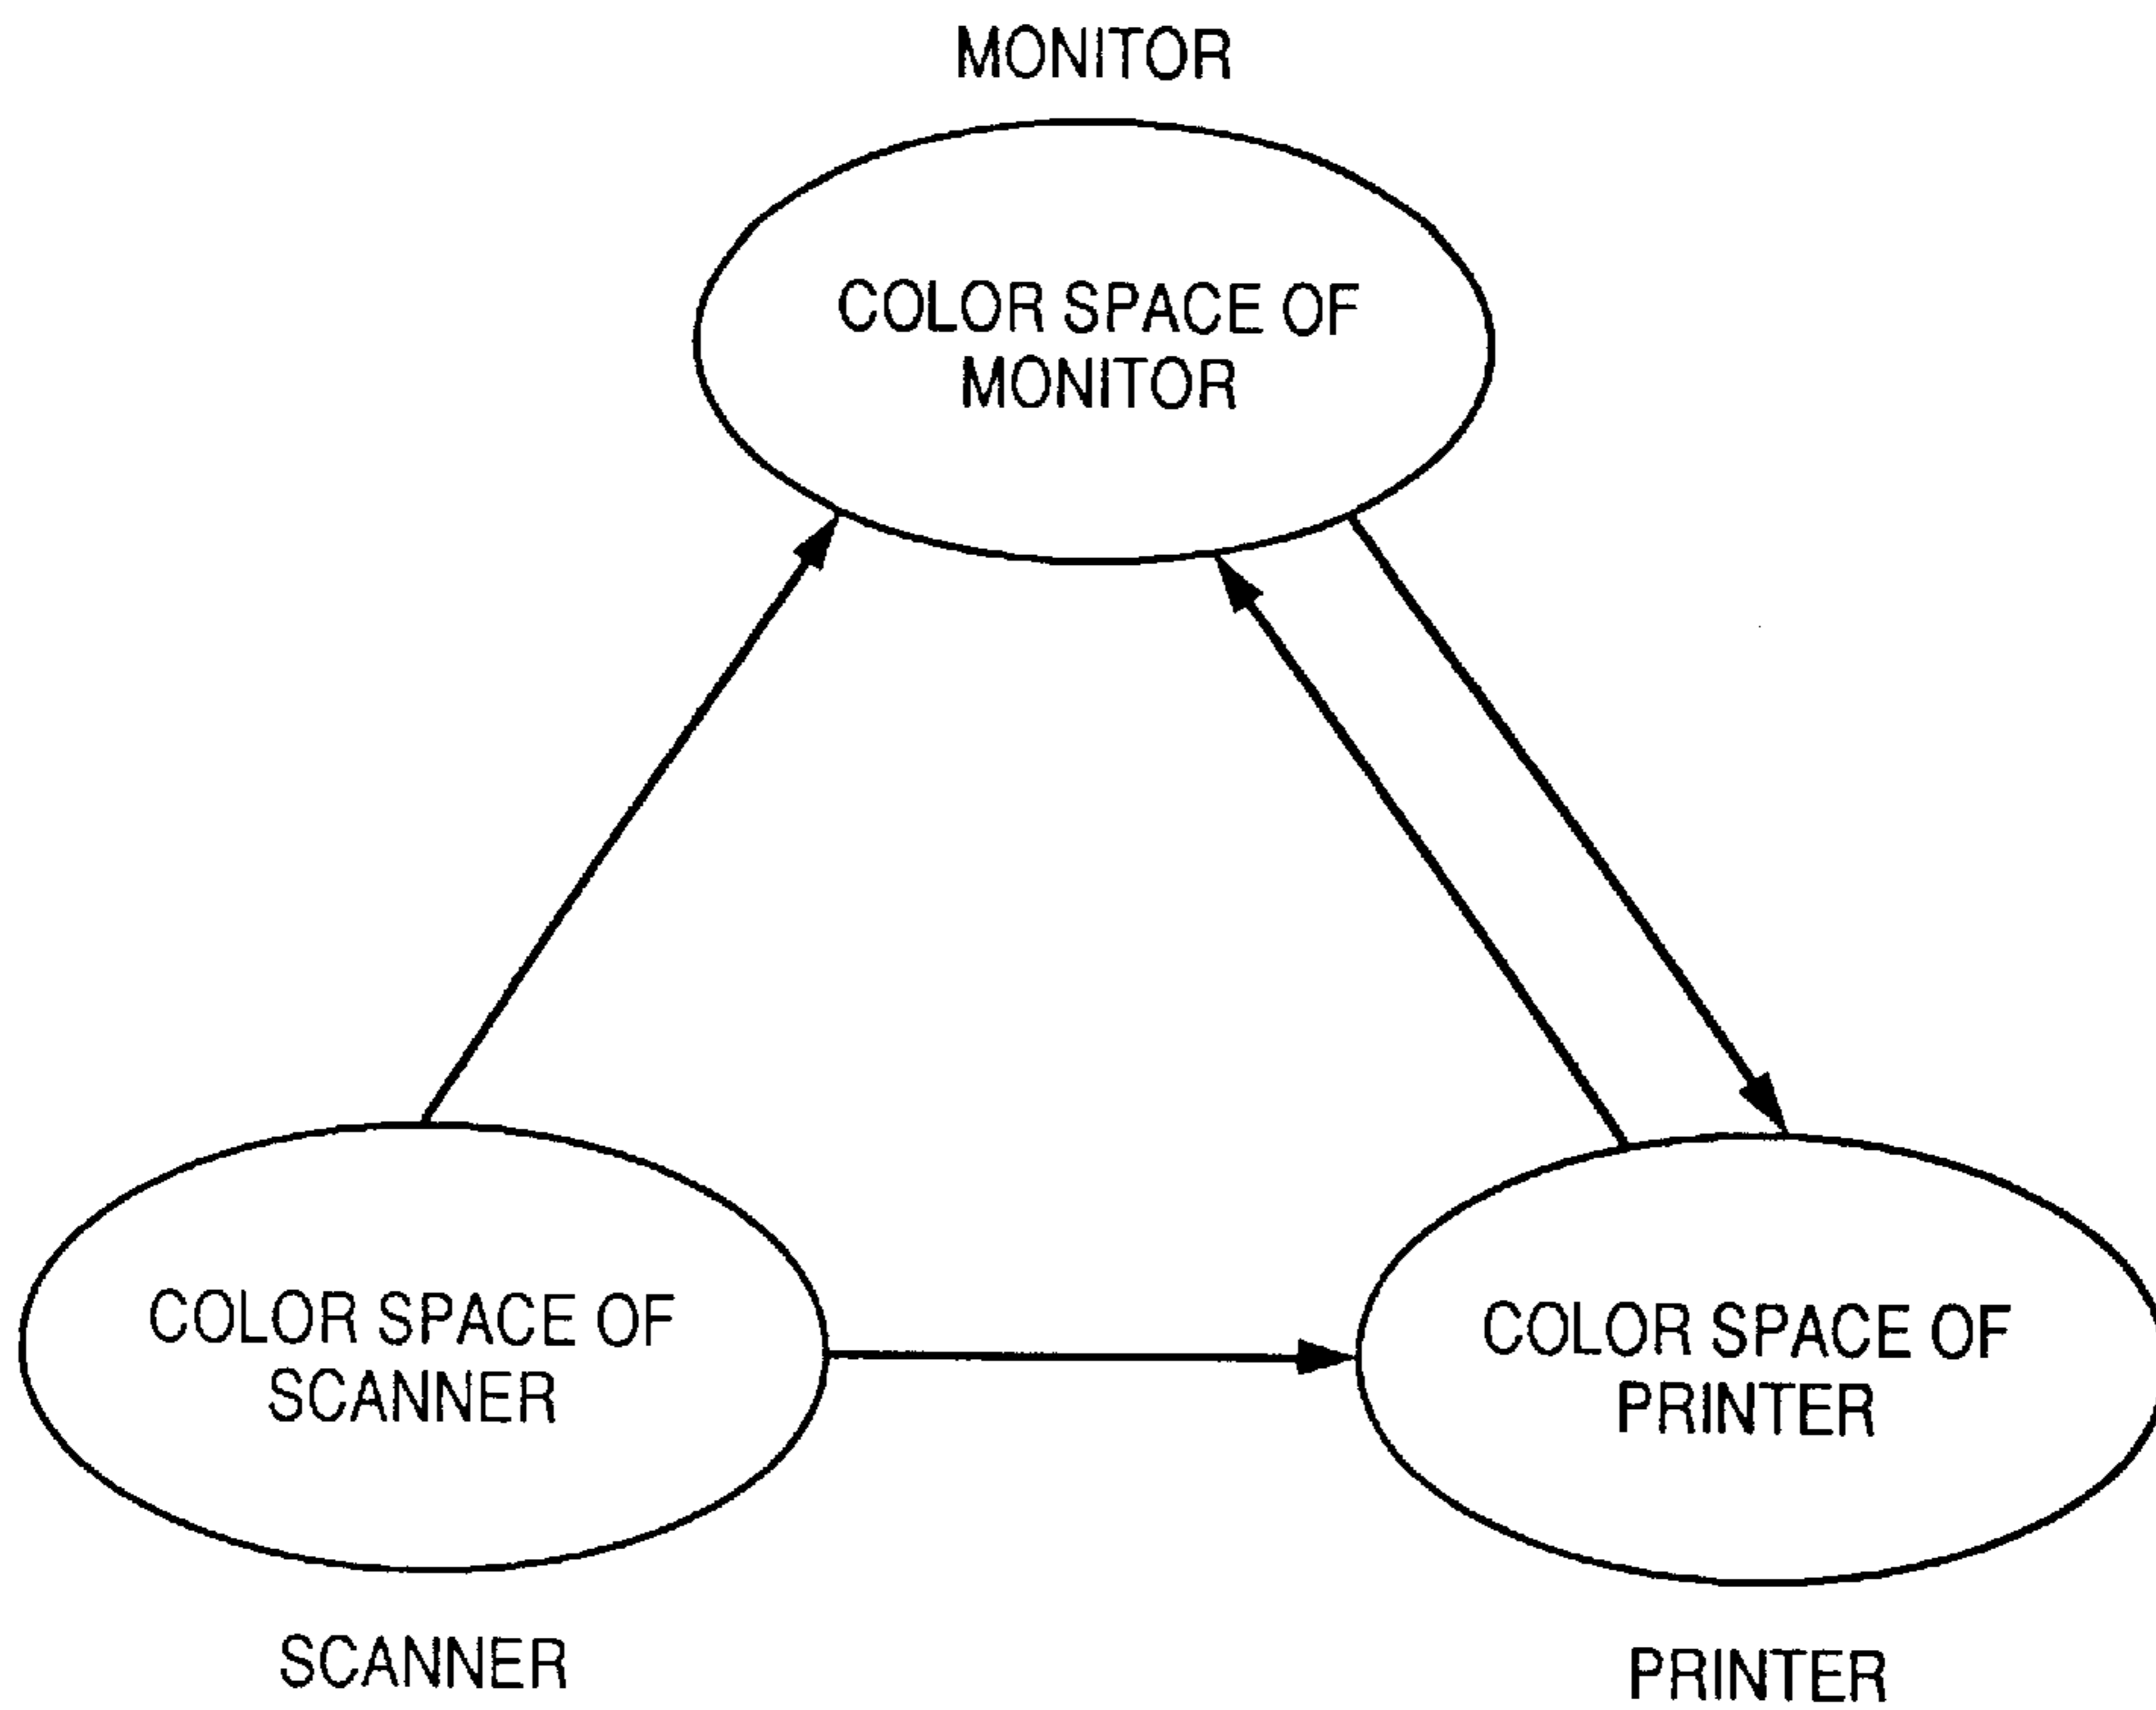 MONITOR
COLOR SPACE OF
MONITOR
COLOR SPACE OF
SCANNER
COLOR SPACE OF
PRINTER
SCANNER
PRINTER